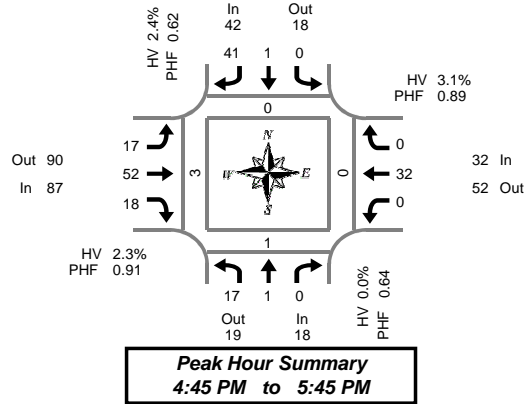 HV 2.4%
PHF 0.62
In Out
42 18
41 1 0
HV 3.1%
PHF 0.89
0
17 0
Out 90 52 3 W N E S 0 32 32 In
In 87 18 0 52 Out
1
HV 2.3%
PHF 0.91
17 1 0
Out In
19 18
HV 0.0%
PHF 0.64
Peak Hour Summary
4:45 PM to 5:45 PM